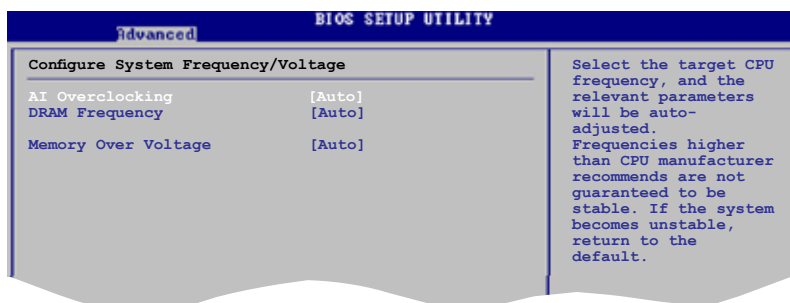 BIOS SETUP UTILITY
Advanced
Configure System Frequency/Voltage
AI Overclocking [Auto]
DRAM Frequency [Auto]
Memory Over Voltage [Auto]
Select the target CPU
frequency, and the
relevant parameters
will be auto-
adjusted.
Frequencies higher
than CPU manufacturer
recommends are not
guaranteed to be
stable. If the system
becomes unstable,
return to the
default.